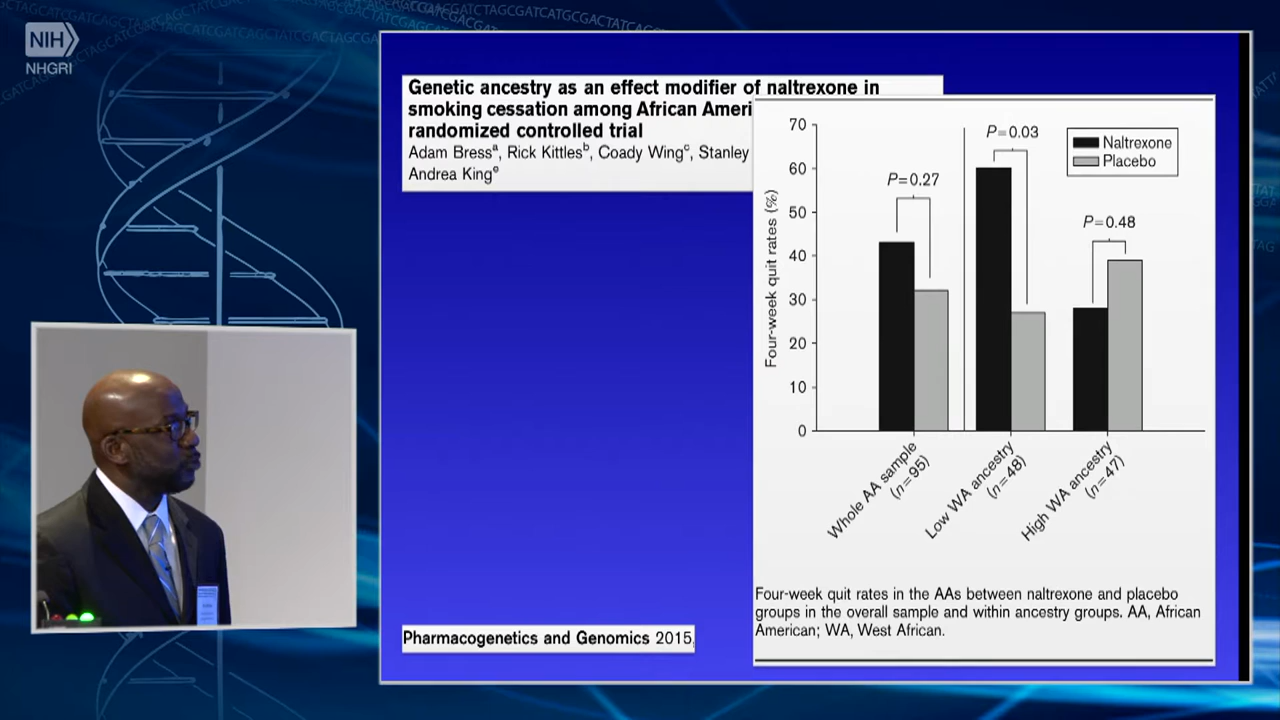 NIH
NHGRI
Genetic ancestry as an effect modifier of naltrexone in
smoking cessation among African Ameri
randomized controlled trial
Adam Bressᵃ, Rick Kittlesᵇ, Coady Wingᶜ, Stanley
Andrea Kingᵉ
70
60
50
40
30
20
10
0
Four-week quit rates (%)
P=0.27
P=0.03
P=0.48
Naltrexone
Placebo
Whole AA sample
(n=95)
Low WA ancestry
(n=48)
High WA ancestry
(n=47)
Four-week quit rates in the AAs between naltrexone and placebo
groups in the overall sample and within ancestry groups. AA, African
American; WA, West African.
Pharmacogenetics and Genomics 2015,